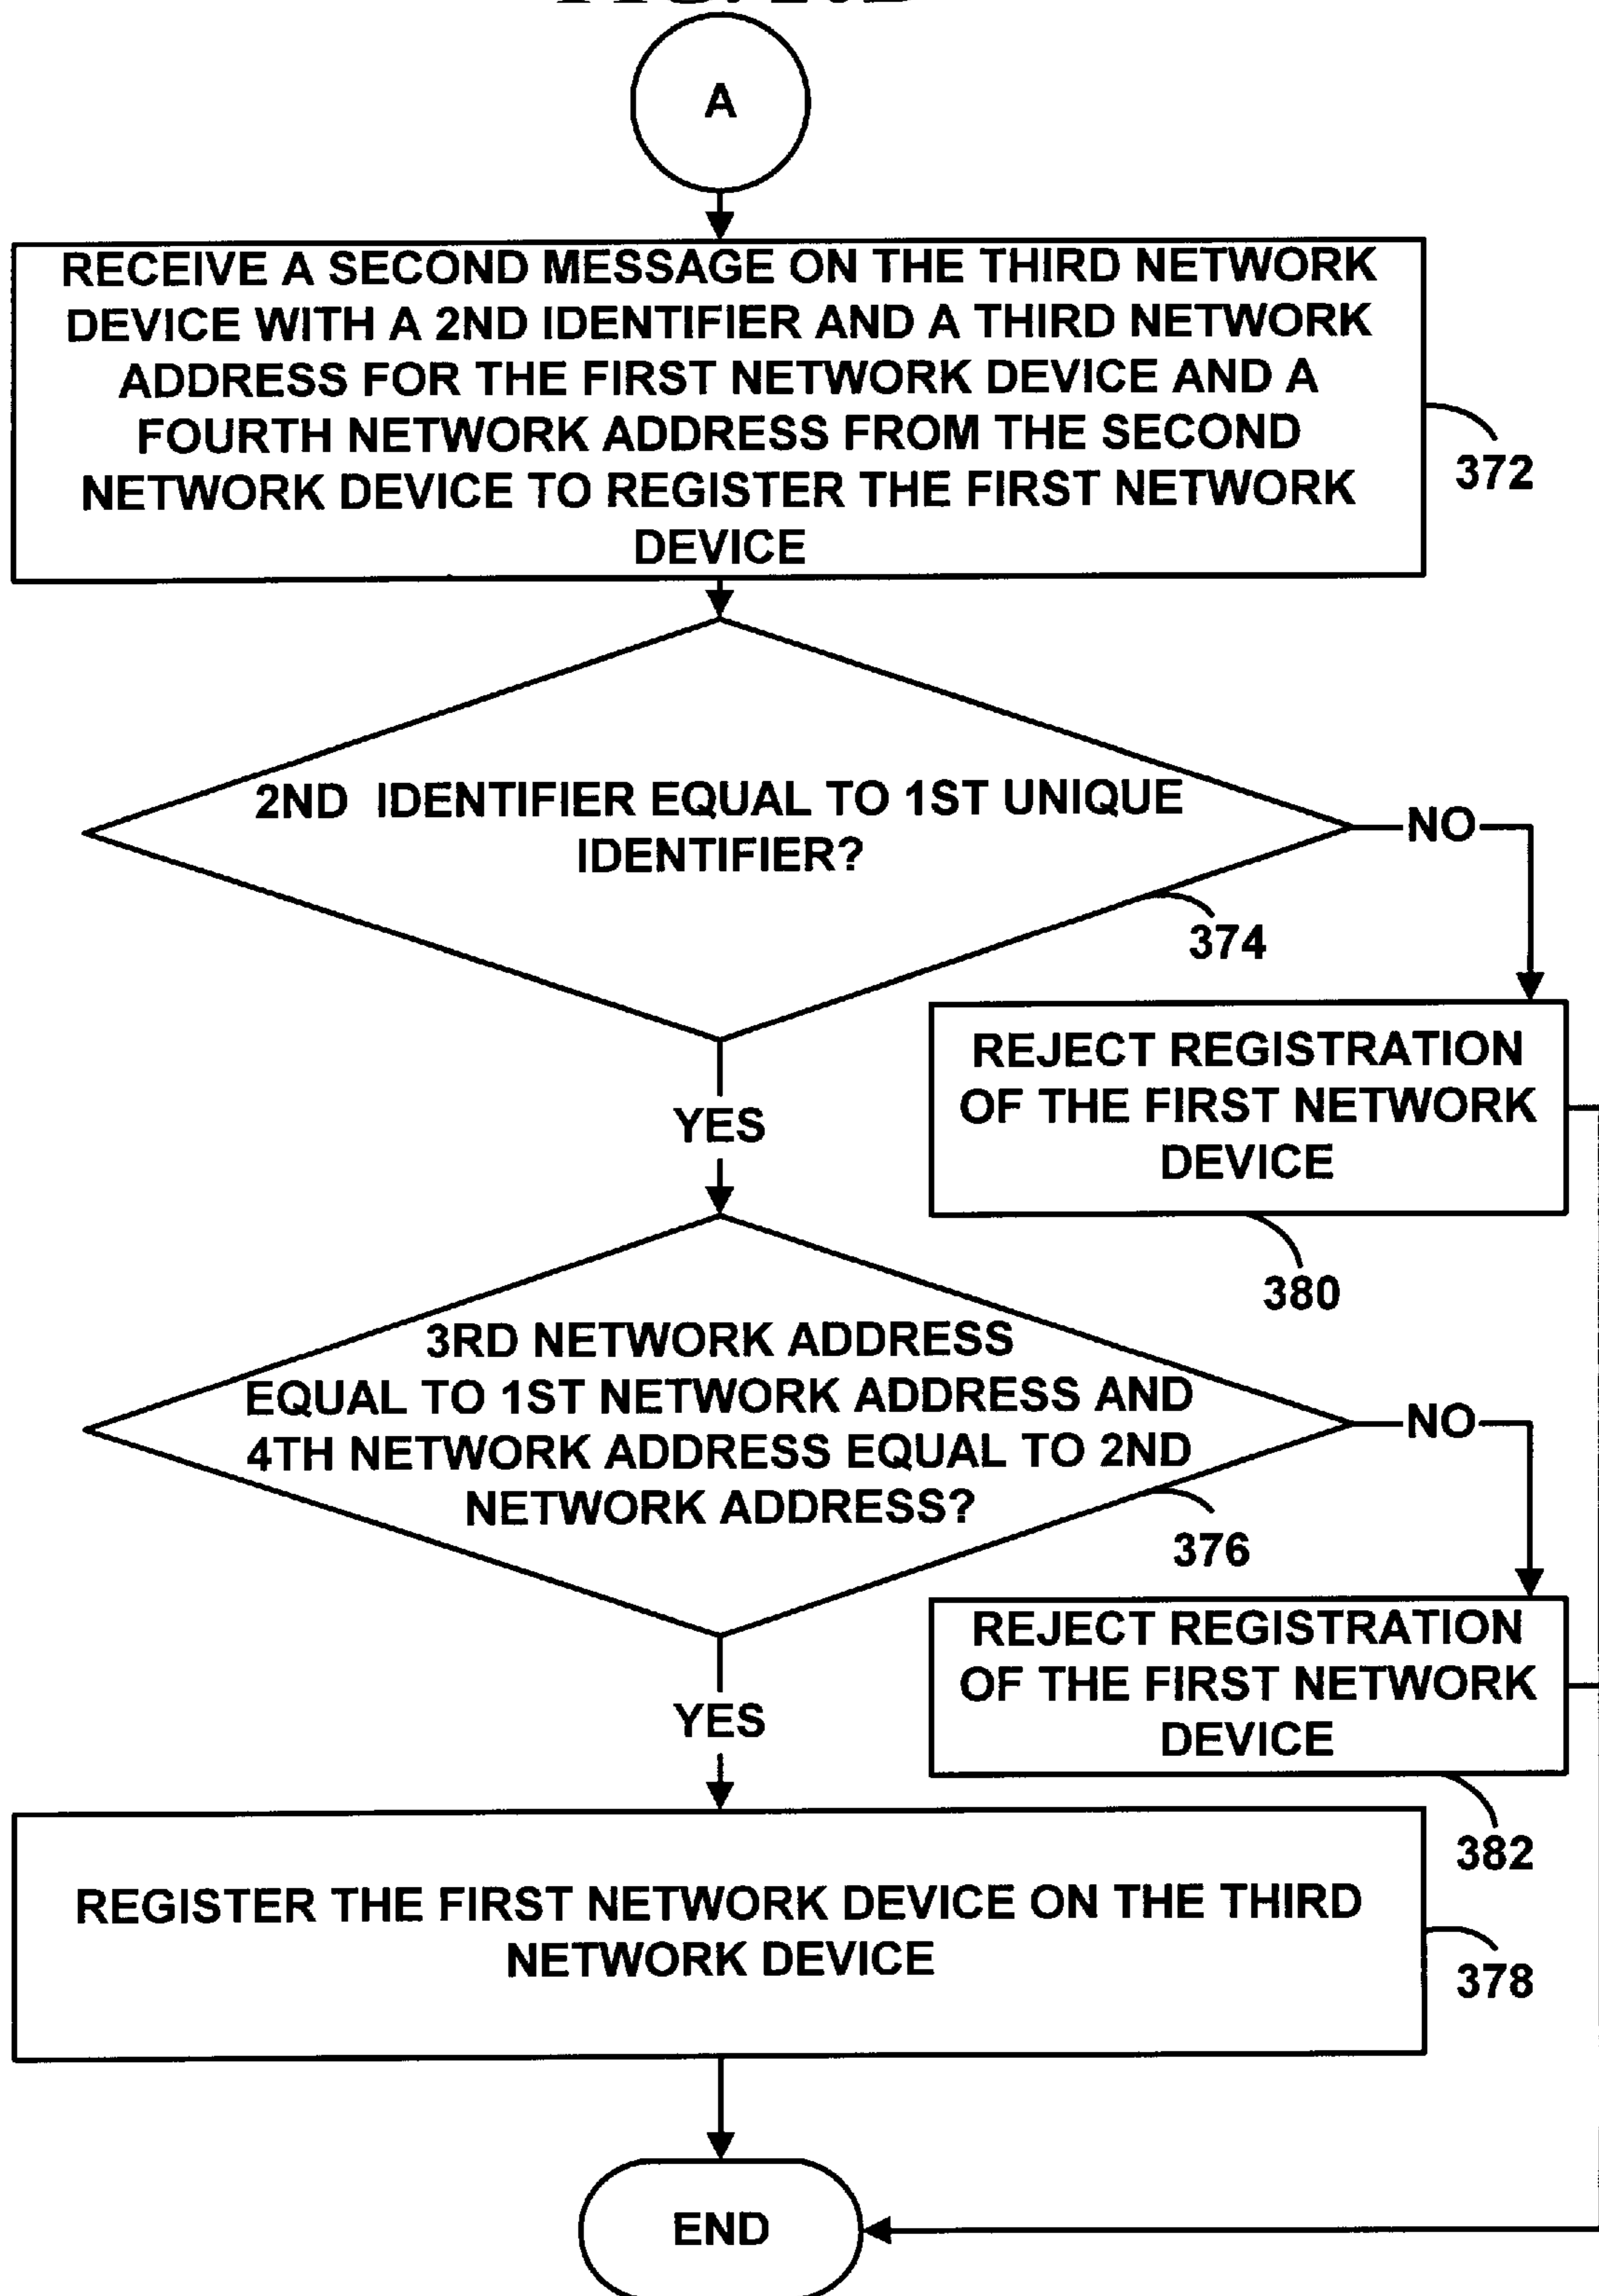 A
RECEIVE A SECOND MESSAGE ON THE THIRD NETWORK
DEVICE WITH A 2ND IDENTIFIER AND A THIRD NETWORK
ADDRESS FOR THE FIRST NETWORK DEVICE AND A
FOURTH NETWORK ADDRESS FROM THE SECOND
NETWORK DEVICE TO REGISTER THE FIRST NETWORK
DEVICE
372
2ND IDENTIFIER EQUAL TO 1ST UNIQUE
IDENTIFIER?
NO
374
REJECT REGISTRATION
OF THE FIRST NETWORK
DEVICE
YES
380
3RD NETWORK ADDRESS
EQUAL TO 1ST NETWORK ADDRESS AND
4TH NETWORK ADDRESS EQUAL TO 2ND
NETWORK ADDRESS?
NO
376
REJECT REGISTRATION
OF THE FIRST NETWORK
DEVICE
YES
382
REGISTER THE FIRST NETWORK DEVICE ON THE THIRD
NETWORK DEVICE
378
END